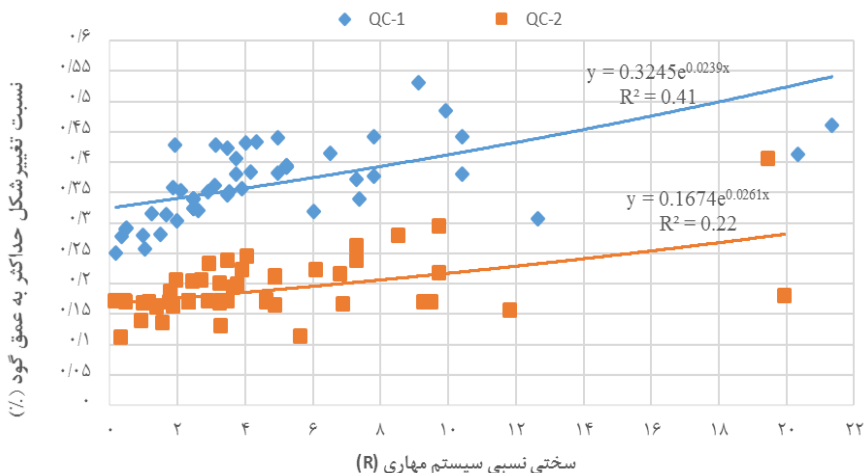 QC-1 QC-2
۰/۶
۰/۵۵
۰/۵
۰/۴۵
۰/۴
۰/۳۵
۰/۳
۰/۲۵
۰/۲
۰/۱۵
۰/۱
۰/۰۵
۰
y = 0.3245e^0.0239x
R² = 0.41
y = 0.1674e^0.0261x
R² = 0.22
۰ ۲ ۴ ۶ ۸ ۱۰ ۱۲ ۱۴ ۱۶ ۱۸ ۲۰ ۲۲
سختی نسبی سیستم مهاری (R)
نسبت تغییرشکل حداکثر به عمق گود (٪)